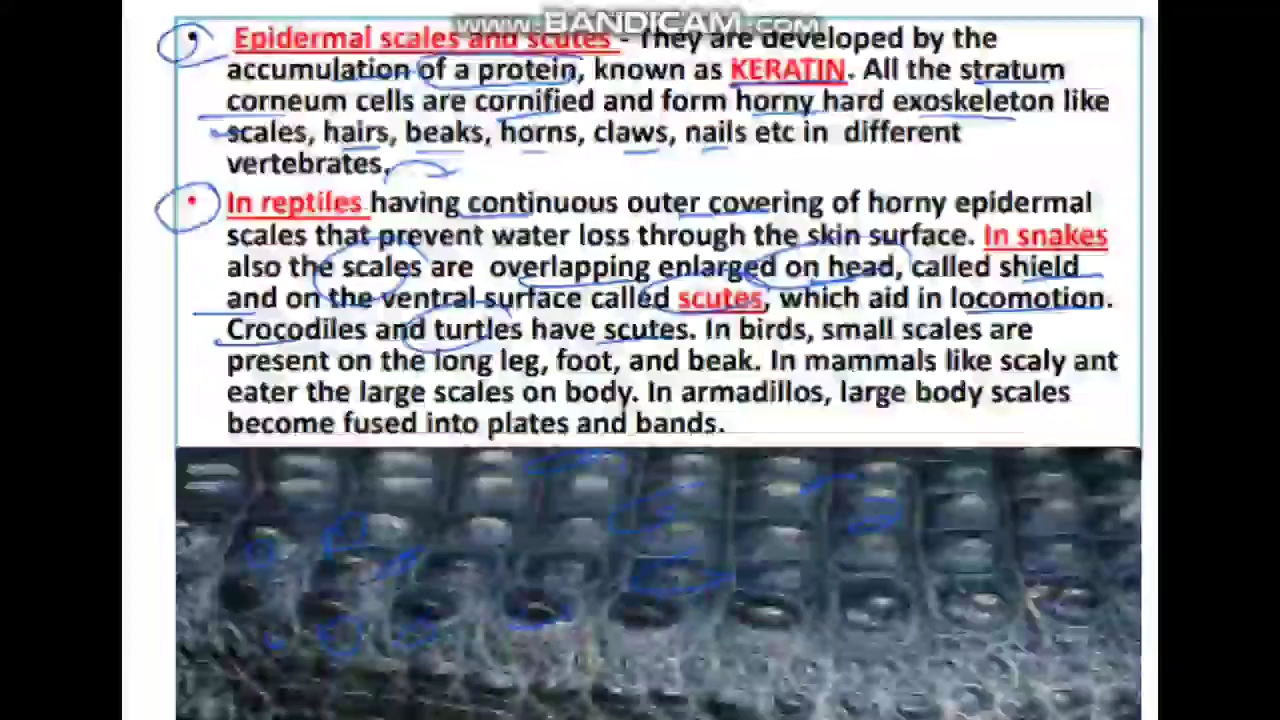 www.BANDICAM.com
• Epidermal scales and scutes - They are developed by the
accumulation of a protein, known as KERATIN. All the stratum
corneum cells are cornified and form horny hard exoskeleton like
scales, hairs, beaks, horns, claws, nails etc in different
vertebrates.
• In reptiles having continuous outer covering of horny epidermal
scales that prevent water loss through the skin surface. In snakes
also the scales are overlapping enlarged on head, called shield
and on the ventral surface called scutes, which aid in locomotion.
Crocodiles and turtles have scutes. In birds, small scales are
present on the long leg, foot, and beak. In mammals like scaly ant
eater the large scales on body. In armadillos, large body scales
become fused into plates and bands.